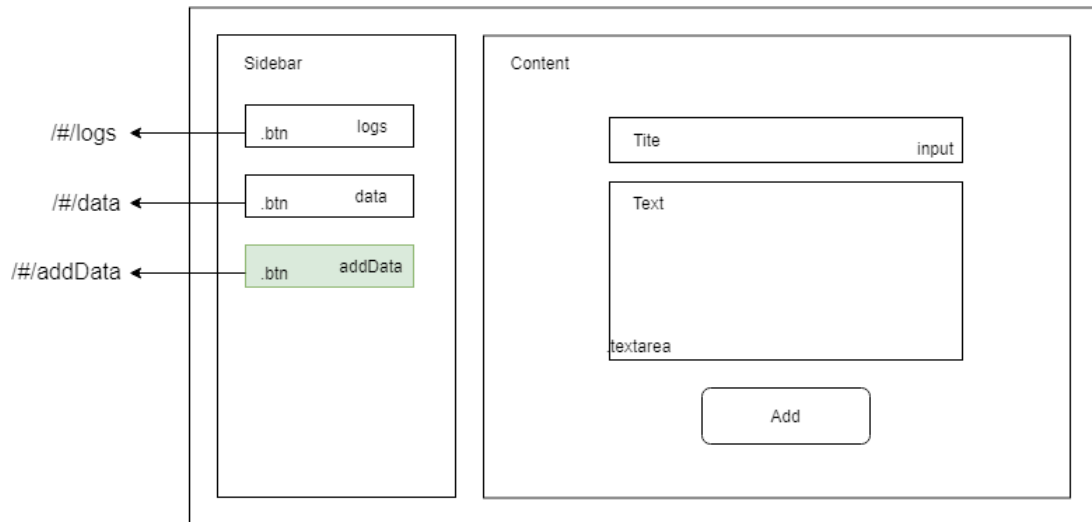 Sidebar
Content
/#/logs
.btn
logs
Tite
input
/#/data
.btn
data
Text
/#/addData
.btn
addData
.textarea
Add